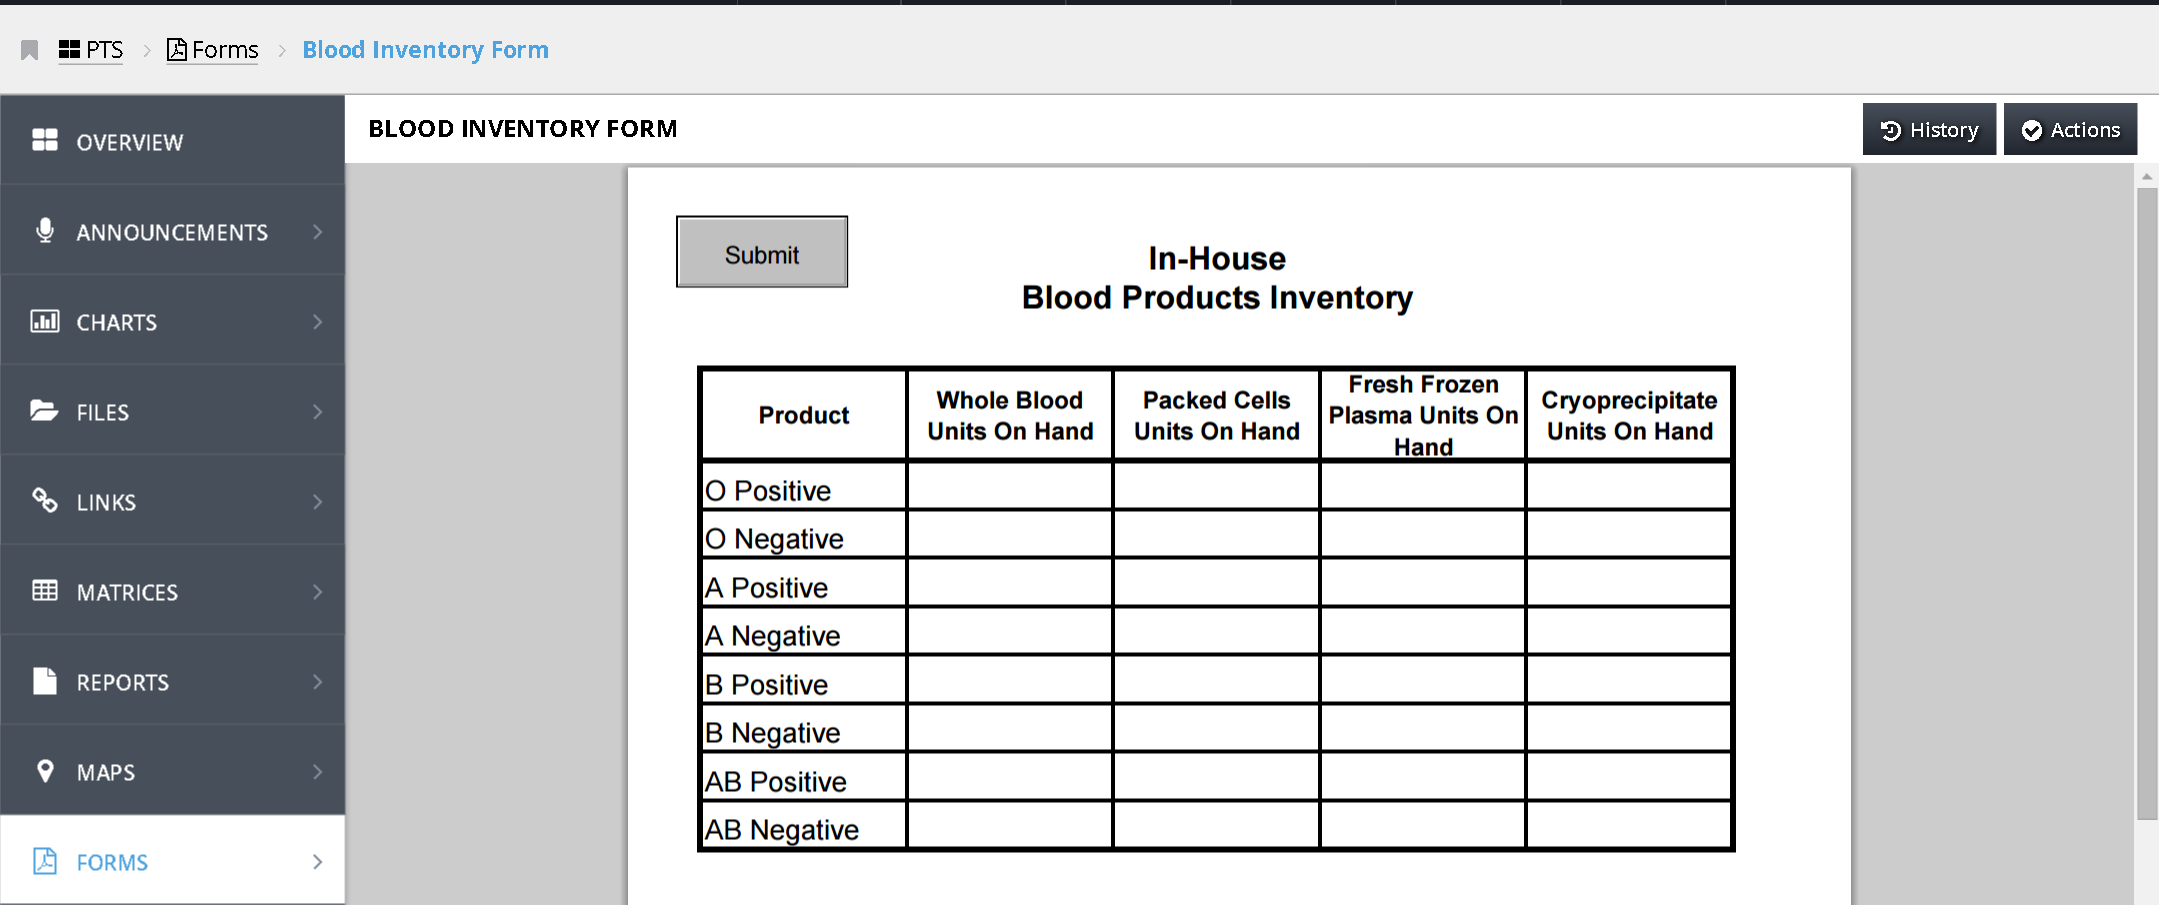 PTS
Forms
Blood Inventory Form
OVERVIEW
ANNOUNCEMENTS
CHARTS
FILES
LINKS
MATRICES
REPORTS
MAPS
FORMS
BLOOD INVENTORY FORM
History
Actions
Submit
In-House
Blood Products Inventory
Product
Whole Blood
Units On Hand
Packed Cells
Units On Hand
Fresh Frozen
Plasma Units On
Hand
Cryoprecipitate
Units On Hand
O Positive
O Negative
A Positive
A Negative
B Positive
B Negative
AB Positive
AB Negative